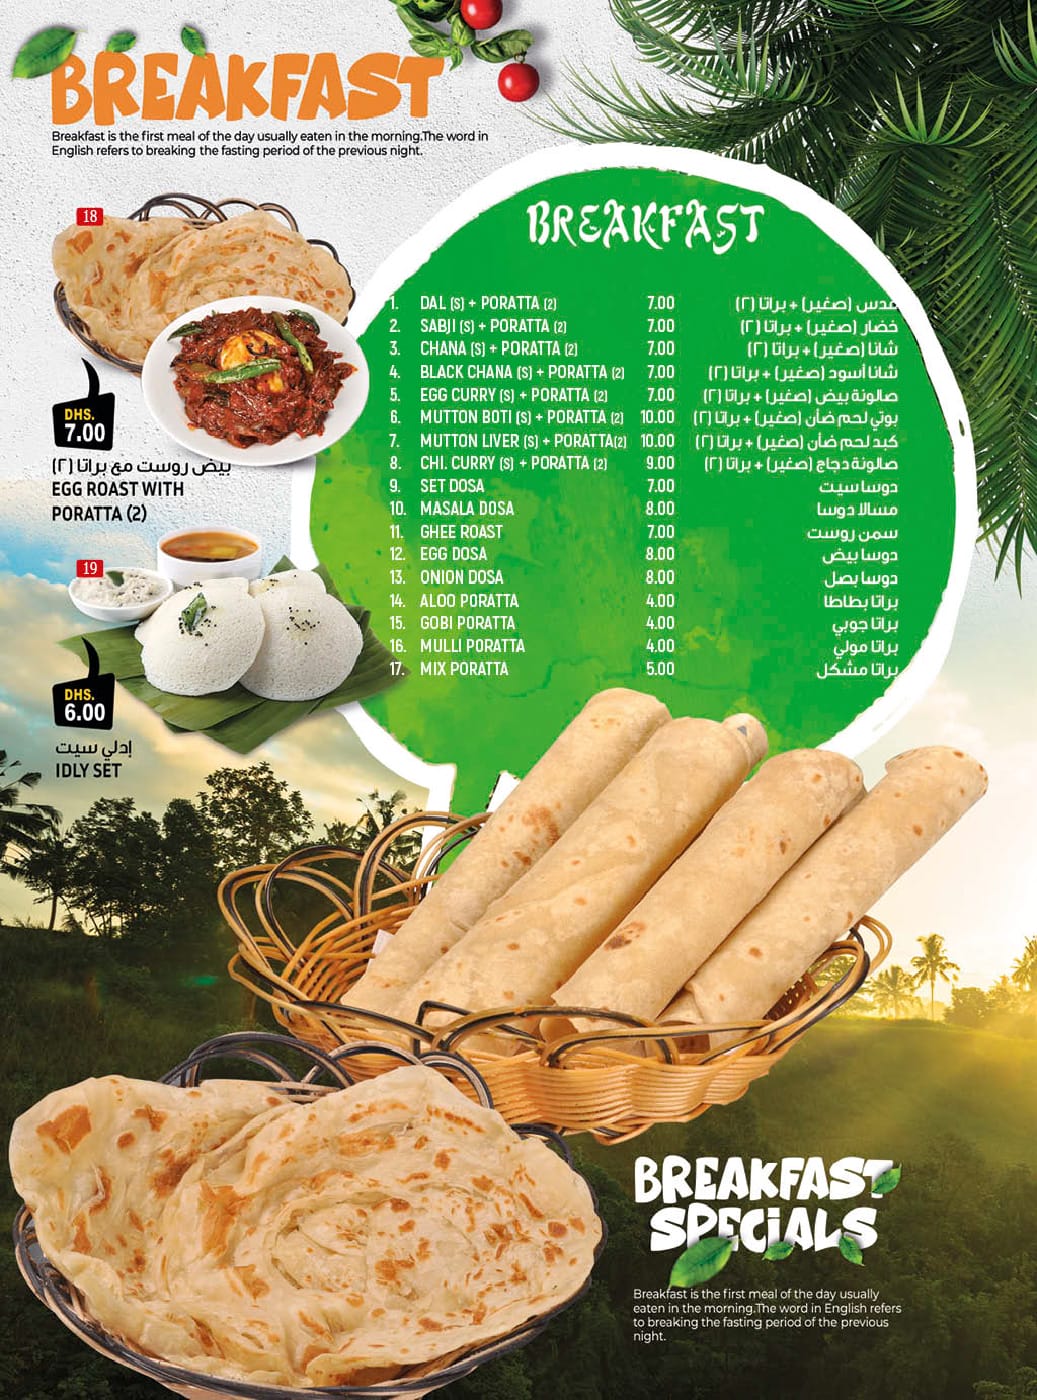 BREAKFAST
Breakfast is the first meal of the day usually eaten in the morning.The word in
English refers to breaking the fasting period of the previous night.
18
DHS.
7.00
بيض روست مع براتا (٢)
EGG ROAST WITH
PORATTA (2)
19
DHS.
6.00
إدلي سيت
IDLY SET
BREAKFAST
1. DAL (S) + PORATTA (2) 7.00 عدس (صغير) + براتا (٢)
2. SABJI (S) + PORATTA (2) 7.00 خضار (صغير) + براتا (٢)
3. CHANA (S) + PORATTA (2) 7.00 شانا (صغير) + براتا (٢)
4. BLACK CHANA (S) + PORATTA (2) 7.00 شانا أسود (صغير) + براتا (٢)
5. EGG CURRY (S) + PORATTA (2) 7.00 صالونة بيض (صغير) + براتا (٢)
6. MUTTON BOTI (S) + PORATTA (2) 10.00 بوتي لحم ضأن (صغير) + براتا (٢)
7. MUTTON LIVER (S) + PORATTA(2) 10.00 كبد لحم ضأن (صغير) + براتا (٢)
8. CHI. CURRY (S) + PORATTA (2) 9.00 صالونة دجاج (صغير) + براتا (٢)
9. SET DOSA 7.00 دوسا سيت
10. MASALA DOSA 8.00 مسالا دوسا
11. GHEE ROAST 7.00 سمن روست
12. EGG DOSA 8.00 دوسا بيض
13. ONION DOSA 8.00 دوسا بصل
14. ALOO PORATTA 4.00 براتا بطاطا
15. GOBI PORATTA 4.00 براتا جوبي
16. MULLI PORATTA 4.00 براتا مولي
17. MIX PORATTA 5.00 براتا مشكل
BREAKFAST
SPECIALS
Breakfast is the first meal of the day usually
eaten in the morning.The word in English refers
to breaking the fasting period of the previous
night.